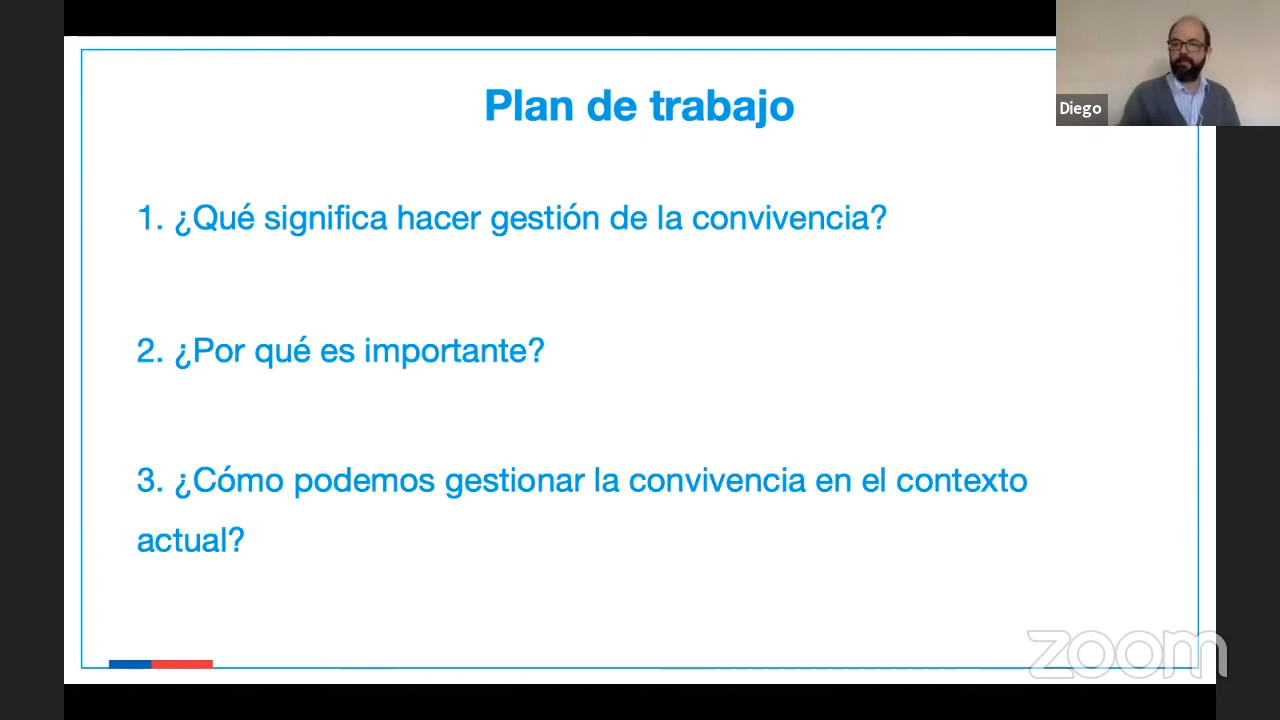 Plan de trabajo
Diego
1. ¿Qué significa hacer gestión de la convivencia?
2. ¿Por qué es importante?
3. ¿Cómo podemos gestionar la convivencia en el contexto
actual?
zoom